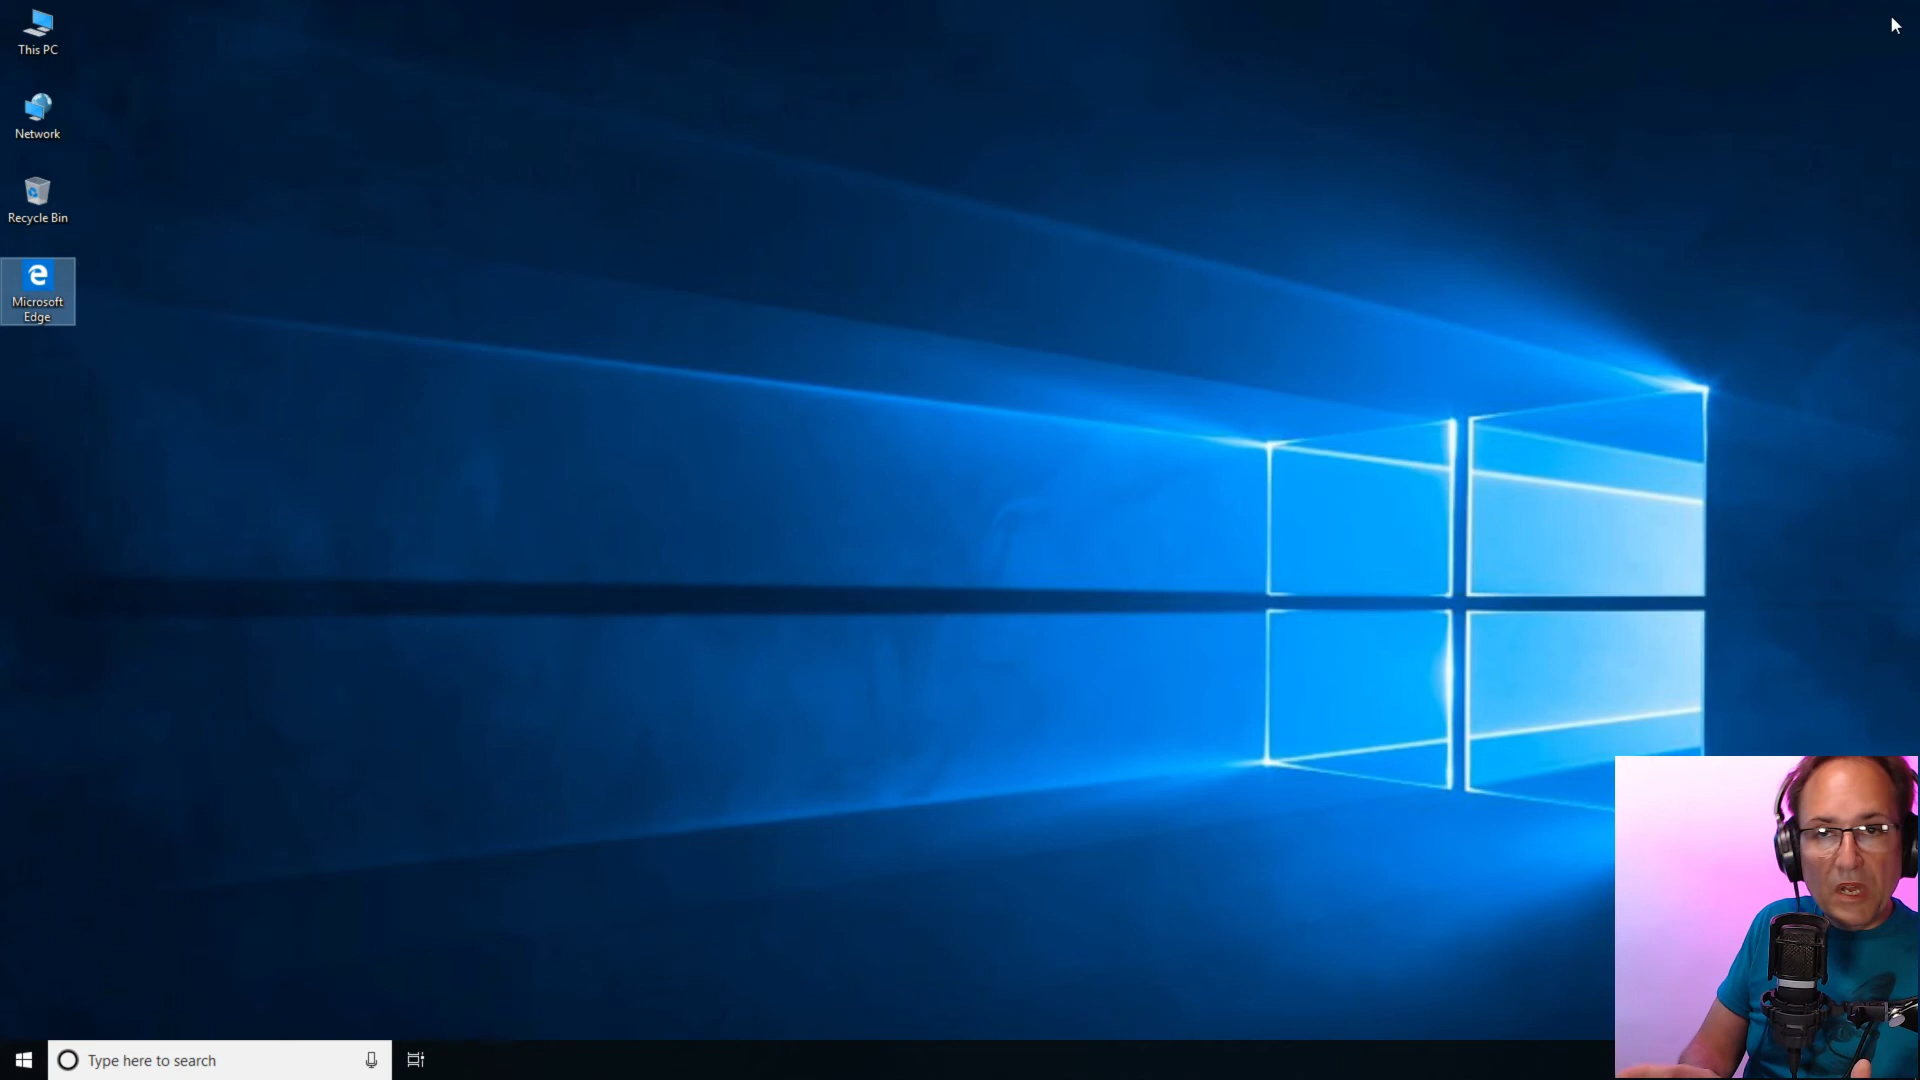 This PC
Network
Recycle Bin
Microsoft
Edge
Type here to search